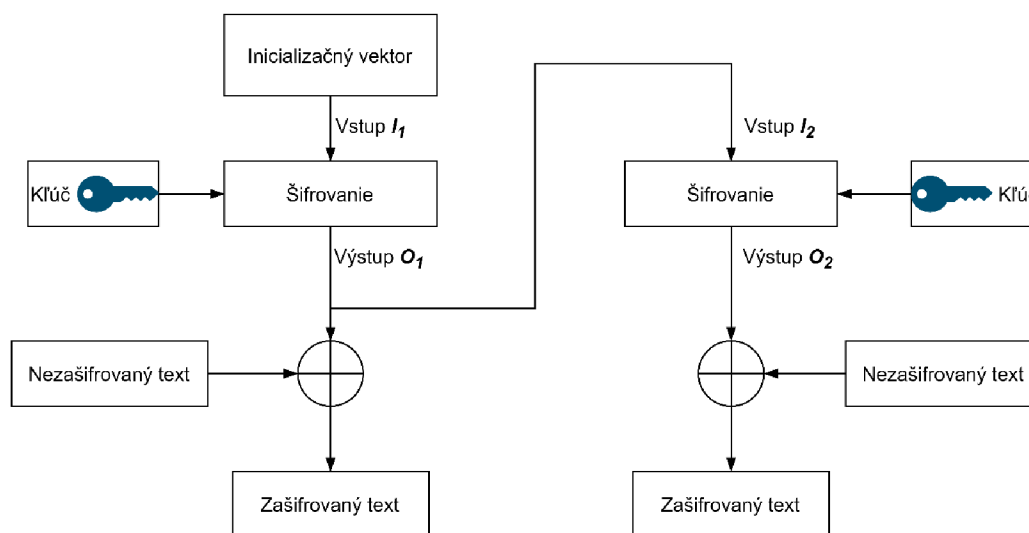 Inicializačný vektor
Vstup I1
Vstup I2
Kľúč
Šifrovanie
Šifrovanie
Výstup O1
Výstup O2
Nezašifrovaný text
Nezašifrovaný text
Zašifrovaný text
Zašifrovaný text